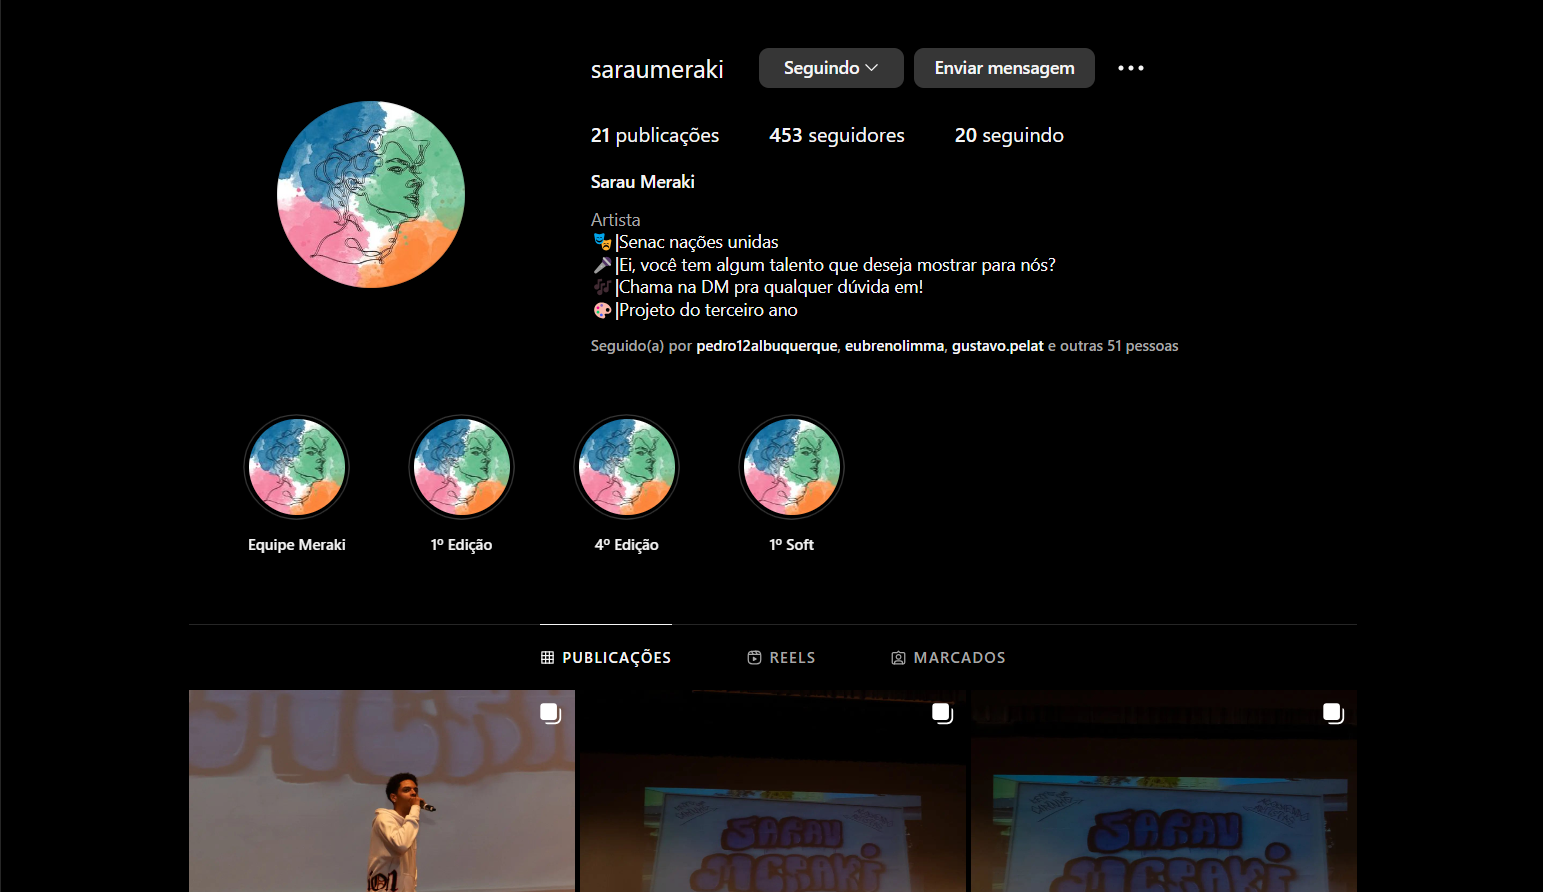 saraumeraki Seguindo Enviar mensagem
21 publicações 453 seguidores 20 seguindo
Sarau Meraki
Artista
|Senac nações unidas
|Ei, você tem algum talento que deseja mostrar para nós?
|Chama na DM pra qualquer dúvida em!
|Projeto do terceiro ano
Seguido(a) por pedro12albuquerque, eubrenolimma, gustavo.pelat e outras 51 pessoas
Equipe Meraki 1º Edição 4º Edição 1º Soft
PUBLICAÇÕES REELS MARCADOS
SARAU SARAU
MERAKI MERAKI